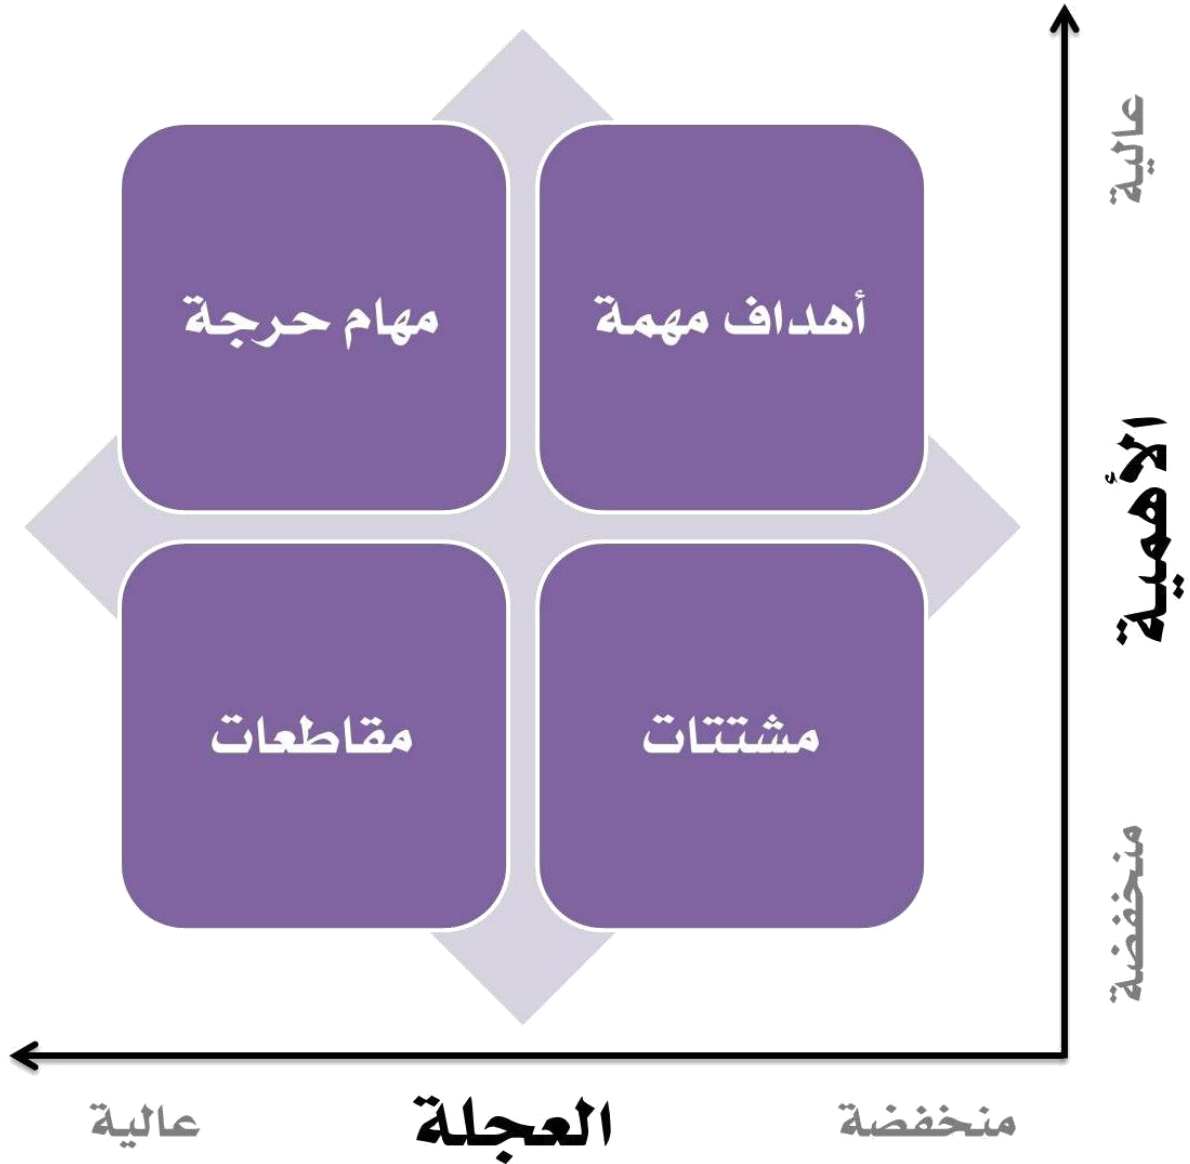 عالية
أهداف مهمة
مهام حرجة
الأهمية
مشتتات
مقاطعات
منخفضة
منخفضة
العجلة
عالية